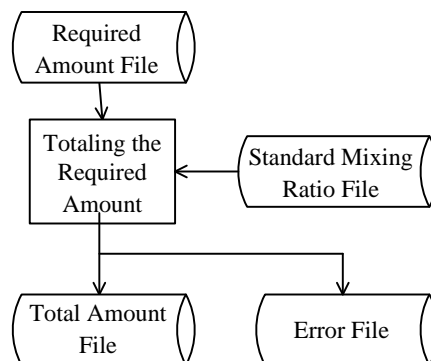 Required
Amount File
Totaling the
Required
Amount
Standard Mixing
Ratio File
Total Amount
File
Error File